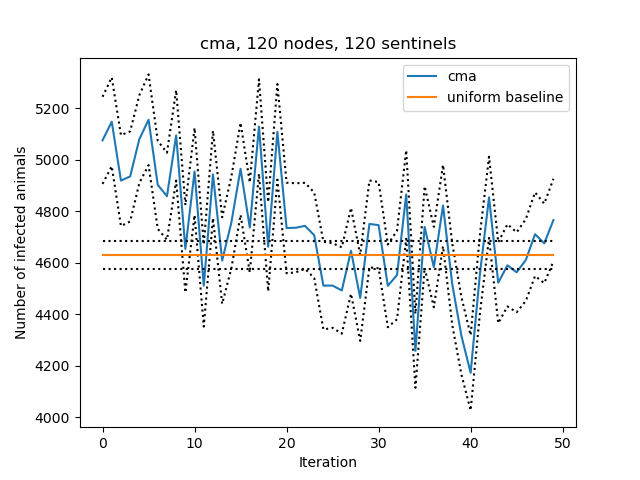 cma, 120 nodes, 120 sentinels
cma
uniform baseline
Number of infected animals
5200
5000
4800
4600
4400
4200
4000
0 10 20 30 40 50
Iteration